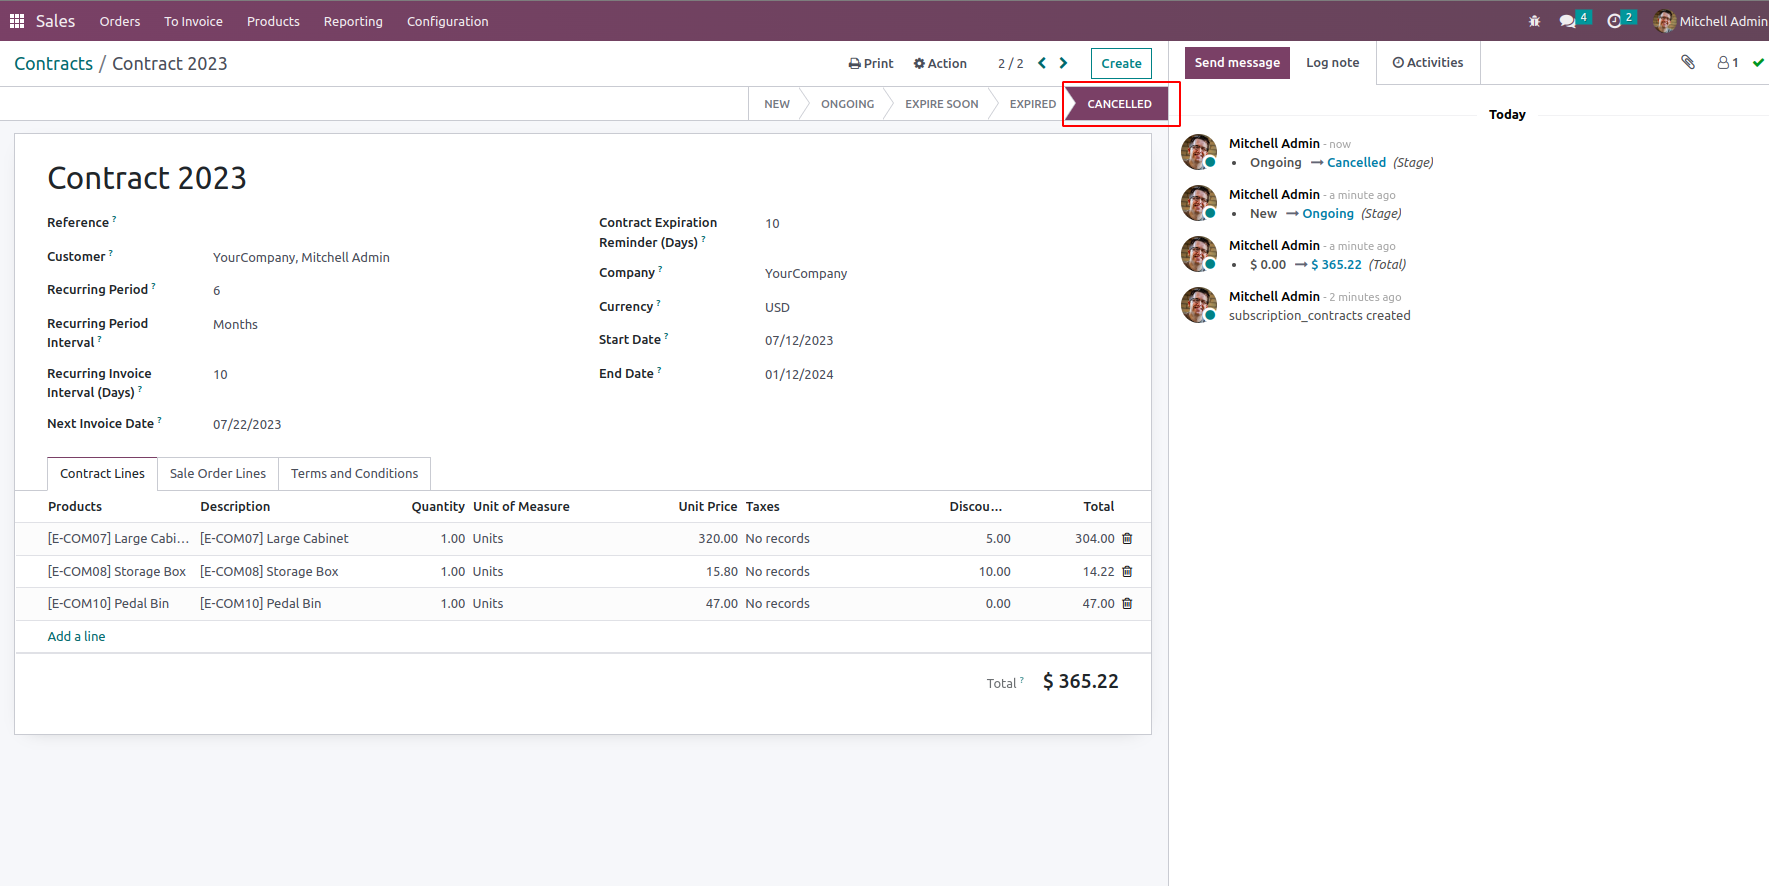 Sales Orders To Invoice Products Reporting Configuration 4 2 Mitchell Admin
Contracts / Contract 2023 Print Action 2 / 2 Create
NEW ONGOING EXPIRE SOON EXPIRED CANCELLED
Contract 2023
Reference ?
Customer ? YourCompany, Mitchell Admin
Recurring Period ? 6
Recurring Period
Interval ? Months
Recurring Invoice
Interval (Days) ? 10
Next Invoice Date ? 07/22/2023
Contract Expiration
Reminder (Days) ? 10
Company ? YourCompany
Currency ? USD
Start Date ? 07/12/2023
End Date ? 01/12/2024
Contract Lines Sale Order Lines Terms and Conditions
Products Description Quantity Unit of Measure Unit Price Taxes Discou... Total
[E-COM07] Large Cabi... [E-COM07] Large Cabinet 1.00 Units 320.00 No records 5.00 304.00
[E-COM08] Storage Box [E-COM08] Storage Box 1.00 Units 15.80 No records 10.00 14.22
[E-COM10] Pedal Bin [E-COM10] Pedal Bin 1.00 Units 47.00 No records 0.00 47.00
Add a line
Total ? $ 365.22
Send message Log note Activities 1
Today
Mitchell Admin - now
• Ongoing → Cancelled (Stage)
Mitchell Admin - a minute ago
• New → Ongoing (Stage)
Mitchell Admin - a minute ago
• $ 0.00 → $ 365.22 (Total)
Mitchell Admin - 2 minutes ago
subscription_contracts created